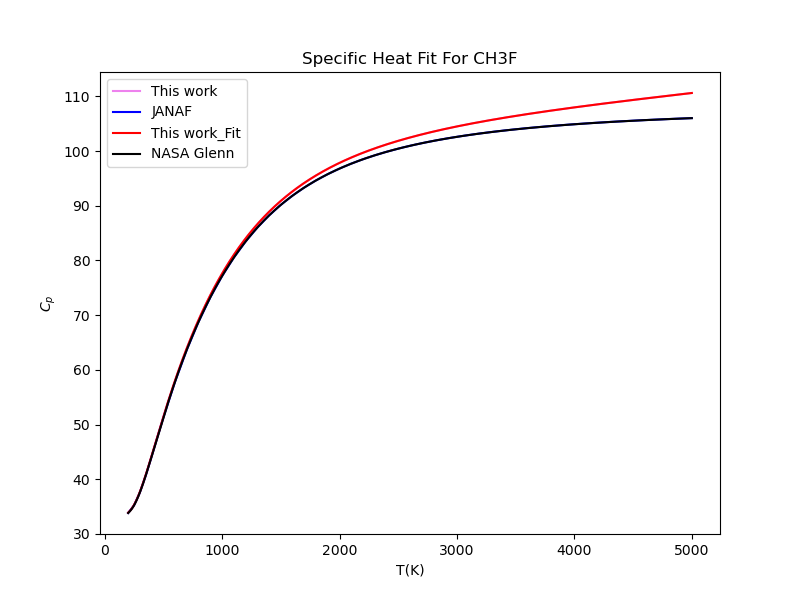 Specific Heat Fit For CH3F
This work
JANAF
This work_Fit
NASA Glenn
110
100
90
80
70
60
50
40
30
C_p
0 1000 2000 3000 4000 5000
T(K)